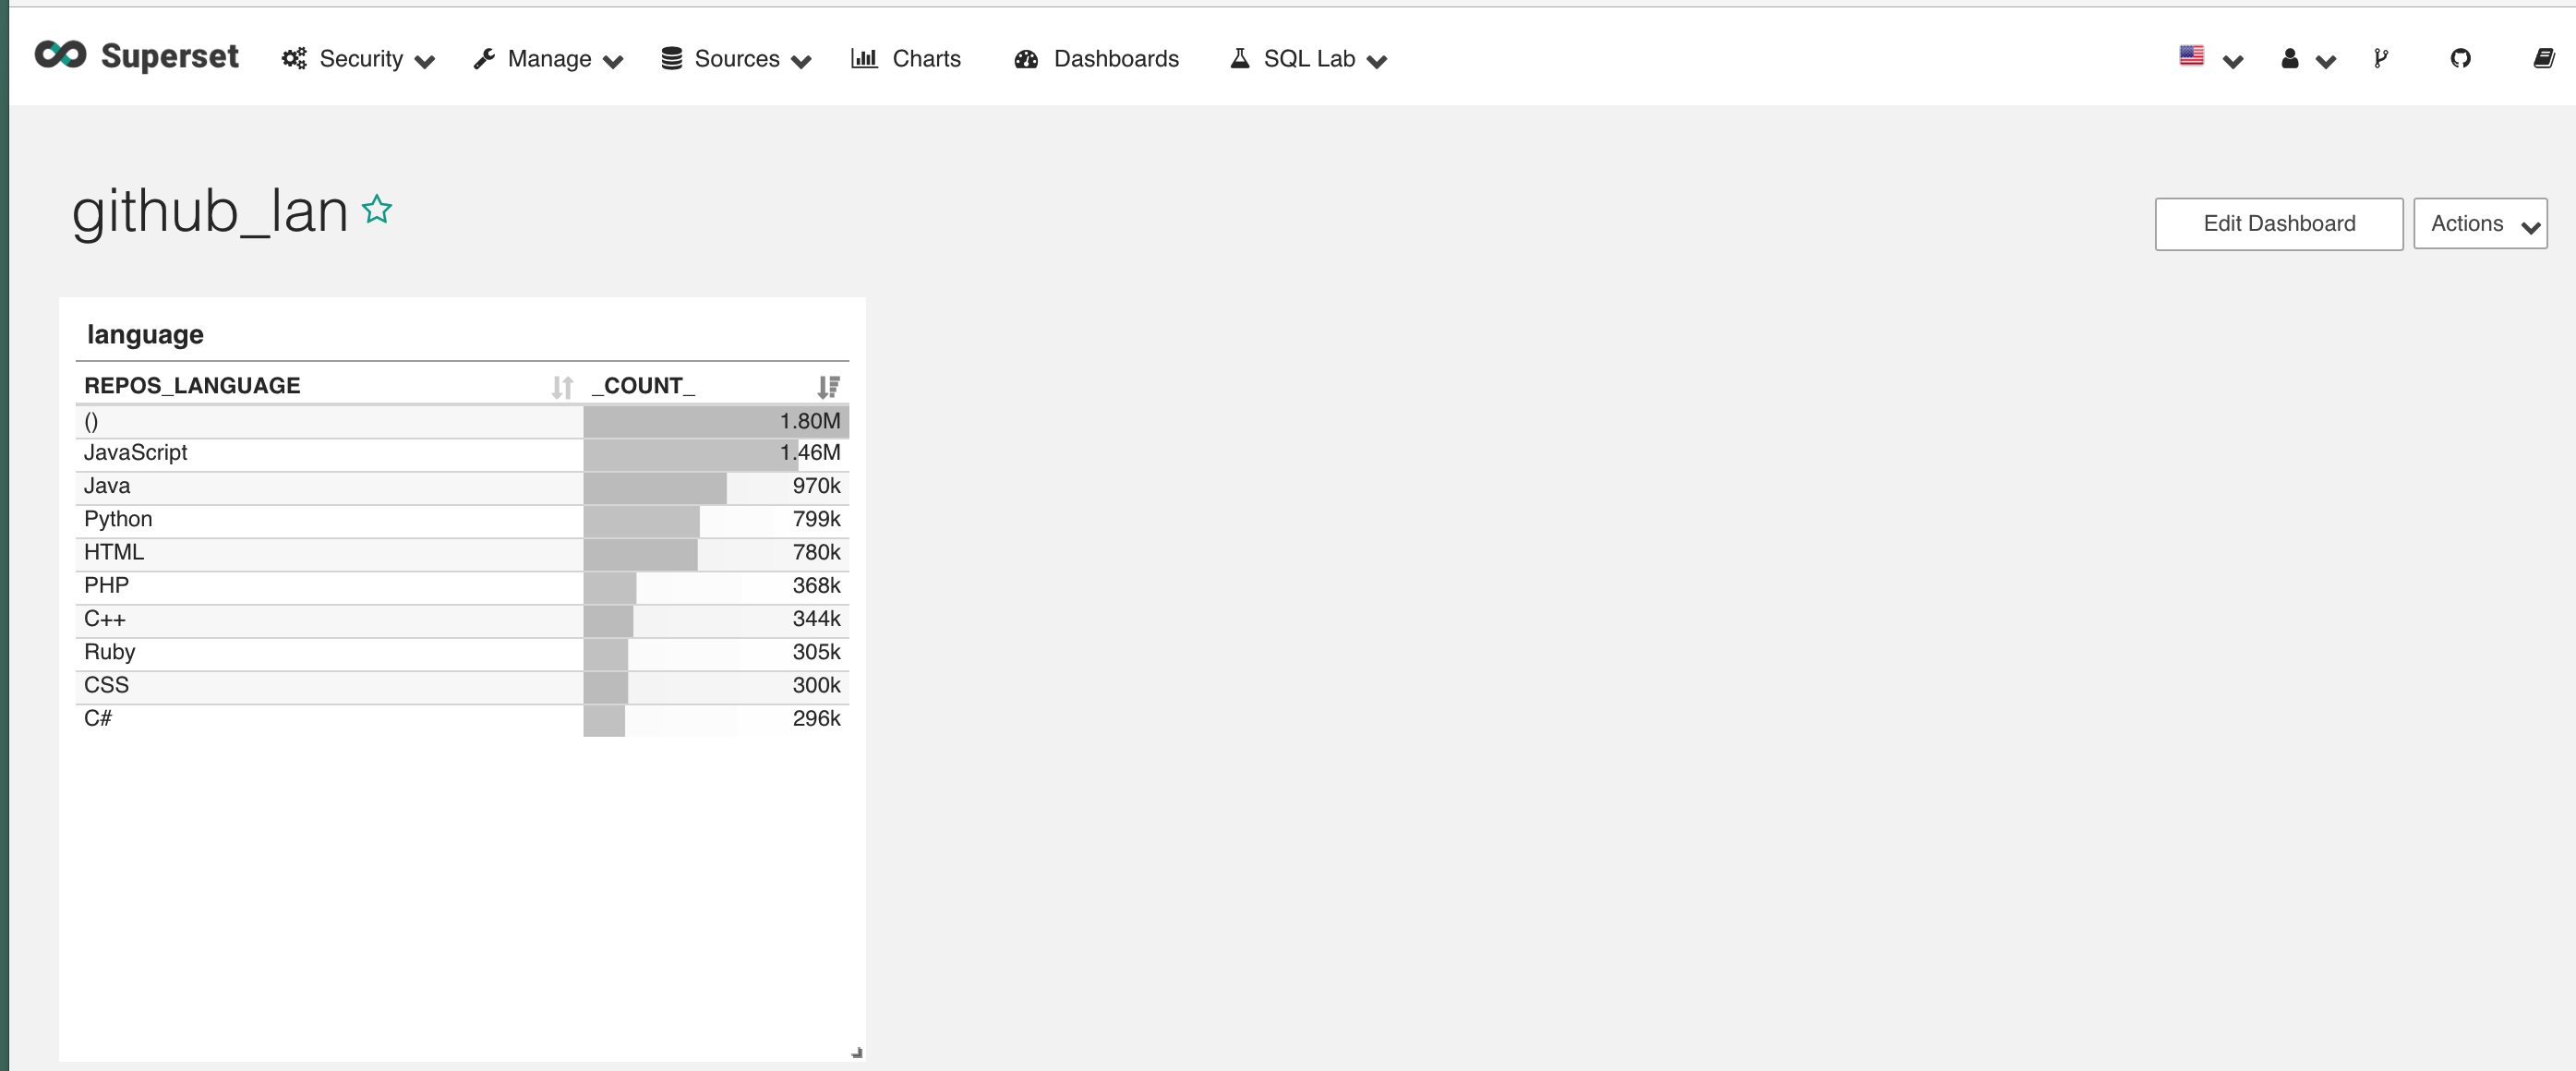 Superset Security Manage Sources Charts Dashboards SQL Lab
github_lan
Edit Dashboard Actions
language
REPOS_LANGUAGE _COUNT_
() 1.80M
JavaScript 1.46M
Java 970k
Python 799k
HTML 780k
PHP 368k
C++ 344k
Ruby 305k
CSS 300k
C# 296k